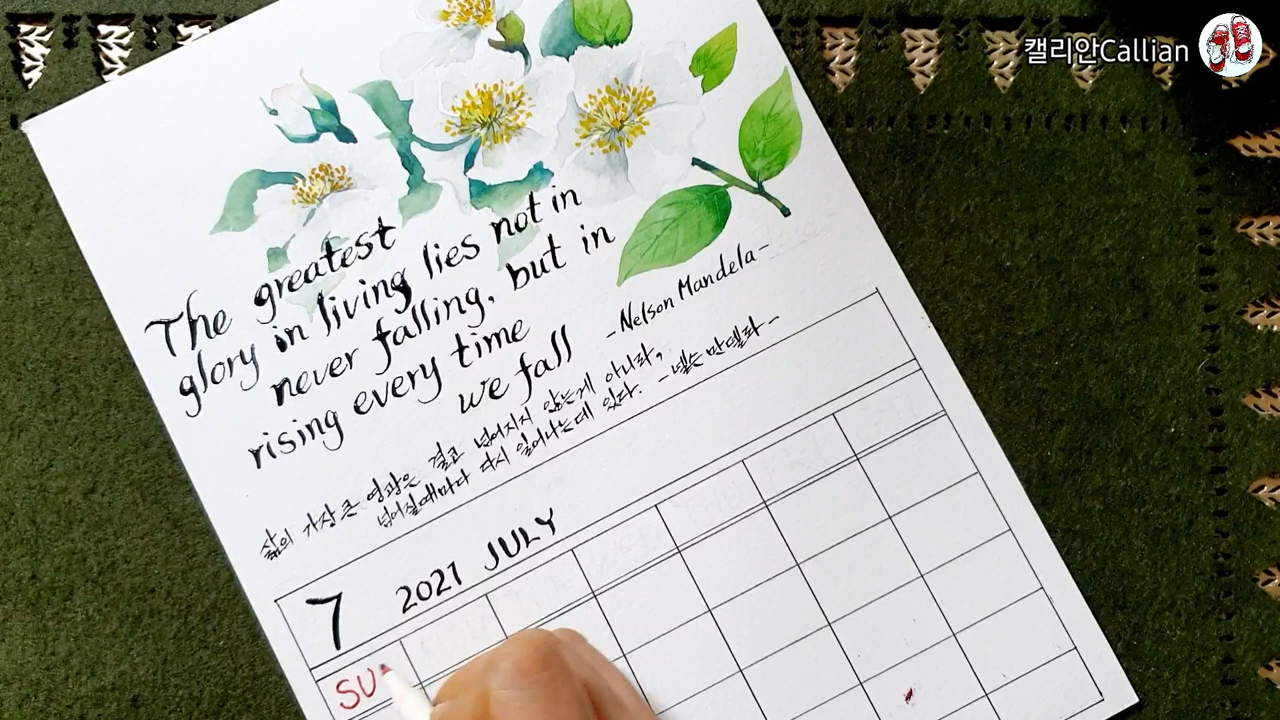 캘리안Callian
The greatest
glory in living lies not in
never falling, but in
rising every time
we fall
-Nelson Mandela-
삶의 가장 큰 영광은 결코 넘어지지 않는게 아니라,
넘어질때마다 다시 일어나는데 있다. -넬슨 만델라-
7 2021 JULY
SU